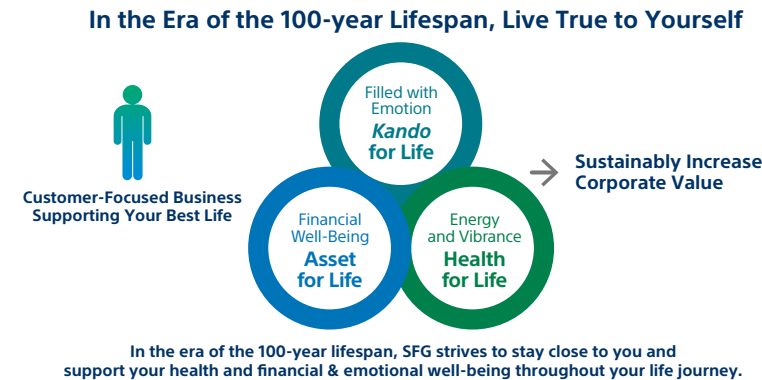 In the Era of the 100-year Lifespan, Live True to Yourself
Filled with
Emotion
Kando
for Life
Customer-Focused Business
Supporting Your Best Life
Financial
Well-Being
Asset
for Life
Energy
and Vibrance
Health
for Life
Sustainably Increase
Corporate Value
In the era of the 100-year lifespan, SFG strives to stay close to you and
support your health and financial & emotional well-being throughout your life journey.